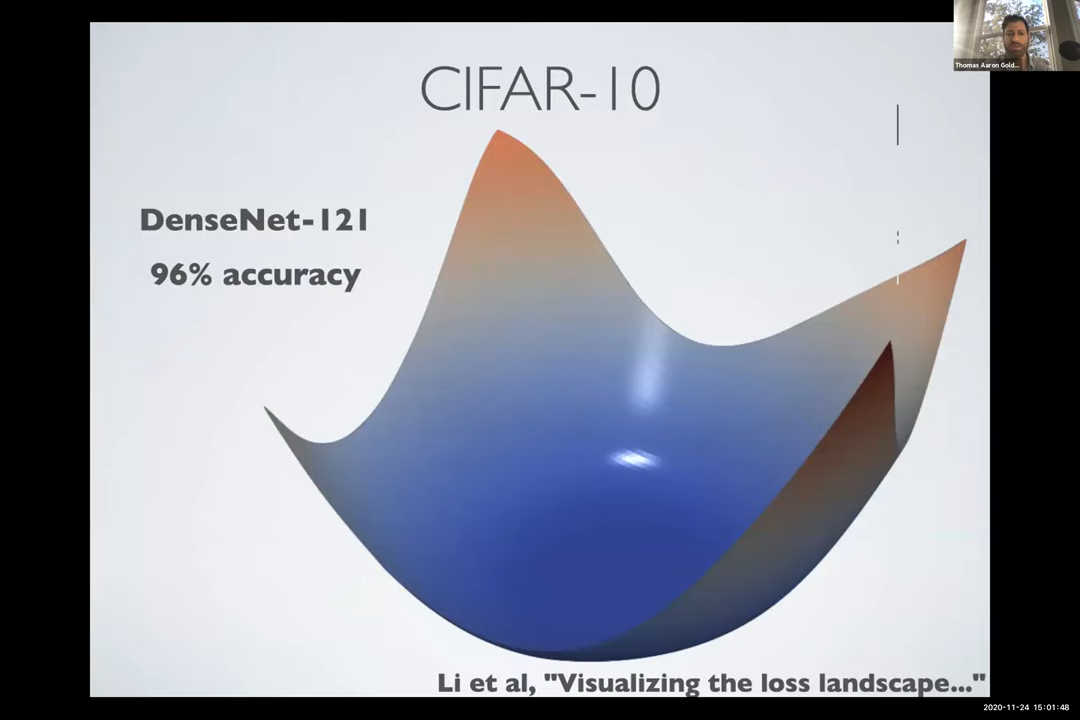 CIFAR-10
Thomas Aaron Gold...
DenseNet-121
96% accuracy
Li et al, "Visualizing the loss landscape..."
2020-11-24 15:01:48